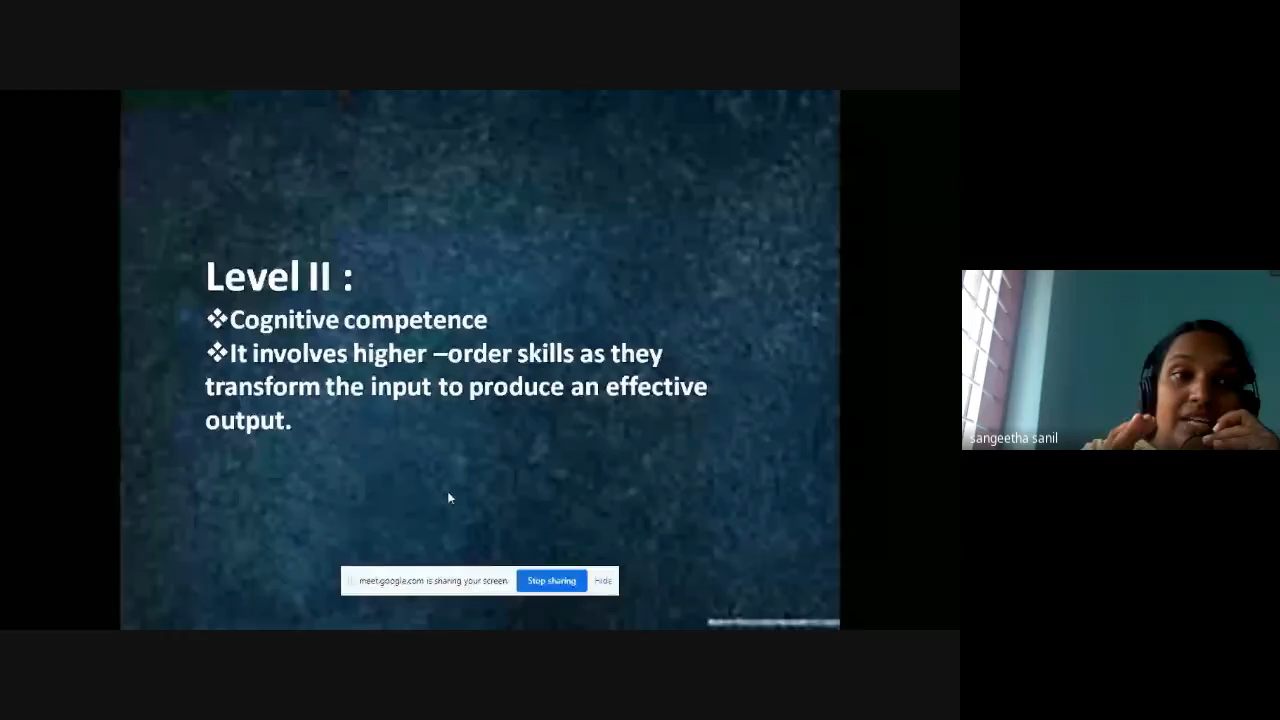 Level II :
❖Cognitive competence
❖It involves higher –order skills as they
transform the input to produce an effective
output.
sangeetha sanil
meet.google.com is sharing your screen
Stop sharing
Hide